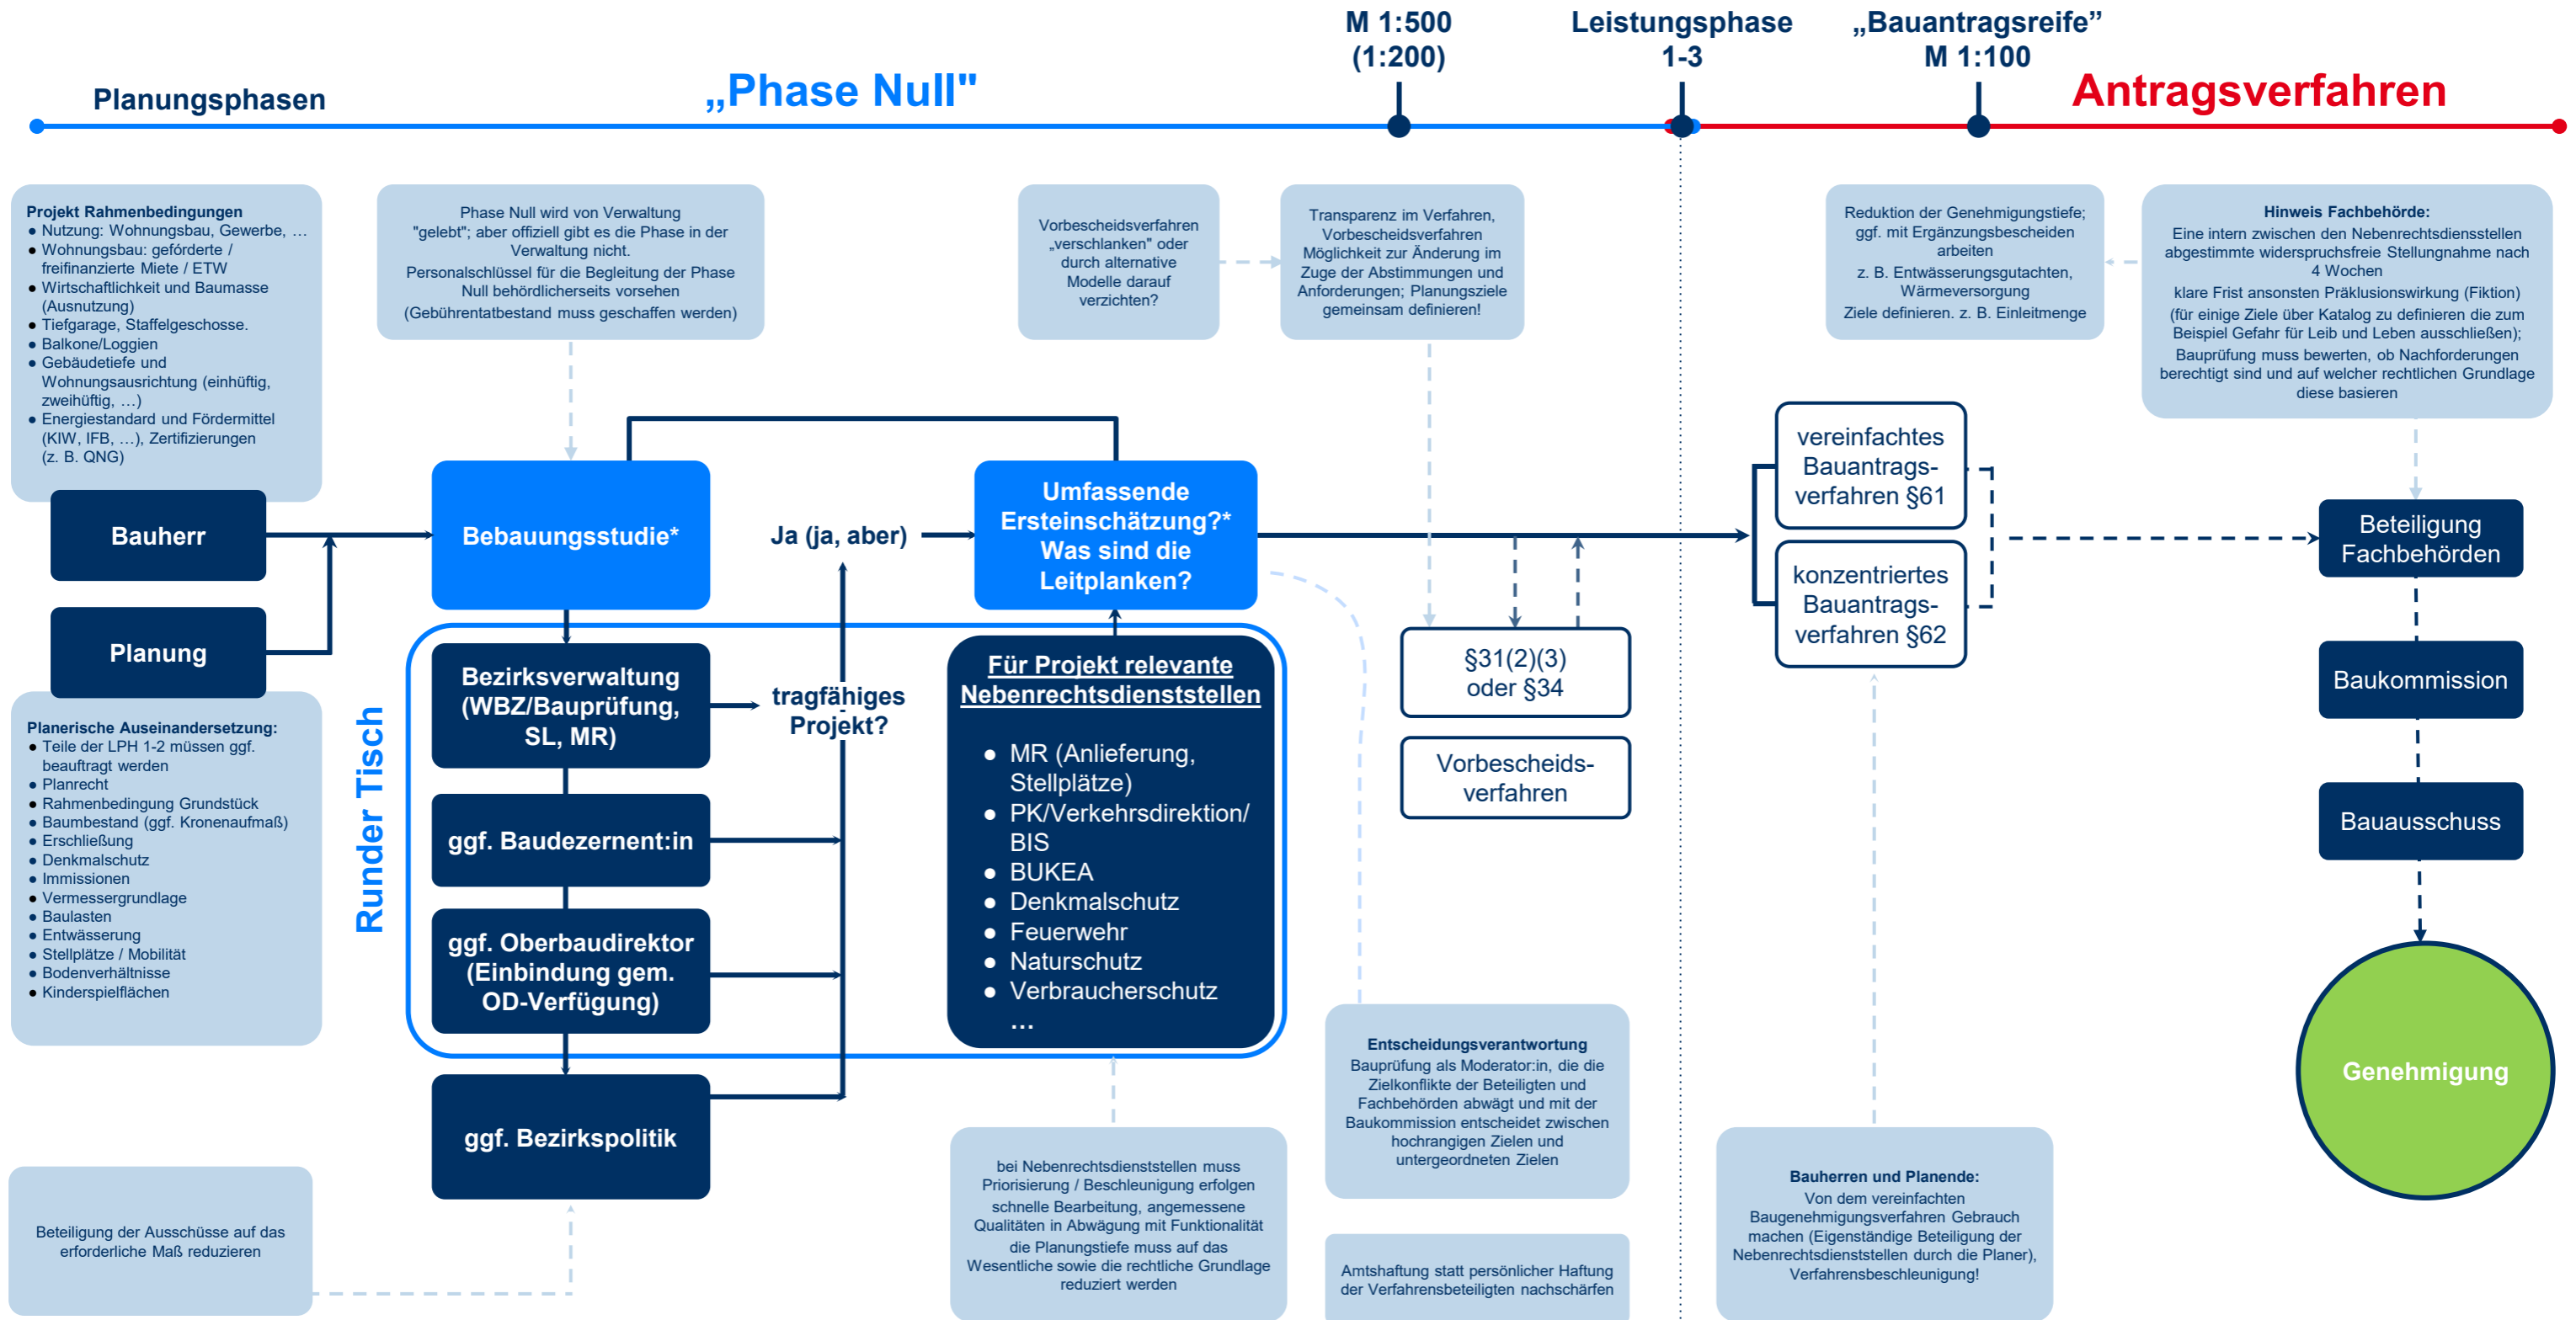 M 1:500
(1:200)
Leistungsphase
1-3
„Bauantragsreife”
M 1:100
Planungsphasen
„Phase Null"
Antragsverfahren
Projekt Rahmenbedingungen
● Nutzung: Wohnungsbau, Gewerbe, …
● Wohnungsbau: geförderte /
freifinanzierte Miete / ETW
● Wirtschaftlichkeit und Baumasse
(Ausnutzung)
● Tiefgarage, Staffelgeschosse.
● Balkone/Loggien
● Gebäudetiefe und
Wohnungsausrichtung (einhüftig,
zweihüftig, …)
● Energiestandard und Fördermittel
(KIW, IFB, …), Zertifizierungen
(z. B. QNG)
Phase Null wird von Verwaltung
"gelebt"; aber offiziell gibt es die Phase in der
Verwaltung nicht.
Personalschlüssel für die Begleitung der Phase
Null behördlicherseits vorsehen
(Gebührentatbestand muss geschaffen werden)
Vorbescheidsverfahren
„verschlanken" oder
durch alternative
Modelle darauf
verzichten?
Transparenz im Verfahren,
Vorbescheidsverfahren
Möglichkeit zur Änderung im
Zuge der Abstimmungen und
Anforderungen; Planungsziele
gemeinsam definieren!
Reduktion der Genehmigungstiefe;
ggf. mit Ergänzungsbescheiden
arbeiten
z. B. Entwässerungsgutachten,
Wärmeversorgung
Ziele definieren. z. B. Einleitmenge
Hinweis Fachbehörde:
Eine intern zwischen den Nebenrechtsdiensstellen
abgestimmte widerspruchsfreie Stellungnahme nach
4 Wochen
klare Frist ansonsten Präklusionswirkung (Fiktion)
(für einige Ziele über Katalog zu definieren die zum
Beispiel Gefahr für Leib und Leben ausschließen);
Bauprüfung muss bewerten, ob Nachforderungen
berechtigt sind und auf welcher rechtlichen Grundlage
diese basieren
Bauherr
Planung
Bebauungsstudie*
Ja (ja, aber)
Umfassende
Ersteinschätzung?*
Was sind die
Leitplanken?
vereinfachtes
Bauantrags-
verfahren §61
konzentriertes
Bauantrags-
verfahren §62
Beteiligung
Fachbehörden
Baukommission
Bauausschuss
Genehmigung
Planerische Auseinandersetzung:
● Teile der LPH 1-2 müssen ggf.
beauftragt werden
● Planrecht
● Rahmenbedingung Grundstück
● Baumbestand (ggf. Kronenaufmaß)
● Erschließung
● Denkmalschutz
● Immissionen
● Vermessergrundlage
● Baulasten
● Entwässerung
● Stellplätze / Mobilität
● Bodenverhältnisse
● Kinderspielflächen
Runder Tisch
Bezirksverwaltung
(WBZ/Bauprüfung,
SL, MR)
tragfähiges
Projekt?
ggf. Baudezernent:in
ggf. Oberbaudirektor
(Einbindung gem.
OD-Verfügung)
ggf. Bezirkspolitik
Für Projekt relevante
Nebenrechtsdienststellen
● MR (Anlieferung,
Stellplätze)
● PK/Verkehrsdirektion/
BIS
● BUKEA
● Denkmalschutz
● Feuerwehr
● Naturschutz
● Verbraucherschutz
…
§31(2)(3)
oder §34
Vorbescheids-
verfahren
Entscheidungsverantwortung
Bauprüfung als Moderator:in, die die
Zielkonflikte der Beteiligten und
Fachbehörden abwägt und mit der
Baukommission entscheidet zwischen
hochrangigen Zielen und
untergeordneten Zielen
Beteiligung der Ausschüsse auf das
erforderliche Maß reduzieren
bei Nebenrechtsdienststellen muss
Priorisierung / Beschleunigung erfolgen
schnelle Bearbeitung, angemessene
Qualitäten in Abwägung mit Funktionalität
die Planungstiefe muss auf das
Wesentliche sowie die rechtliche Grundlage
reduziert werden
Amtshaftung statt persönlicher Haftung
der Verfahrensbeteiligten nachschärfen
Bauherren und Planende:
Von dem vereinfachten
Baugenehmigungsverfahren Gebrauch
machen (Eigenständige Beteiligung der
Nebenrechtsdienststellen durch die Planer),
Verfahrensbeschleunigung!